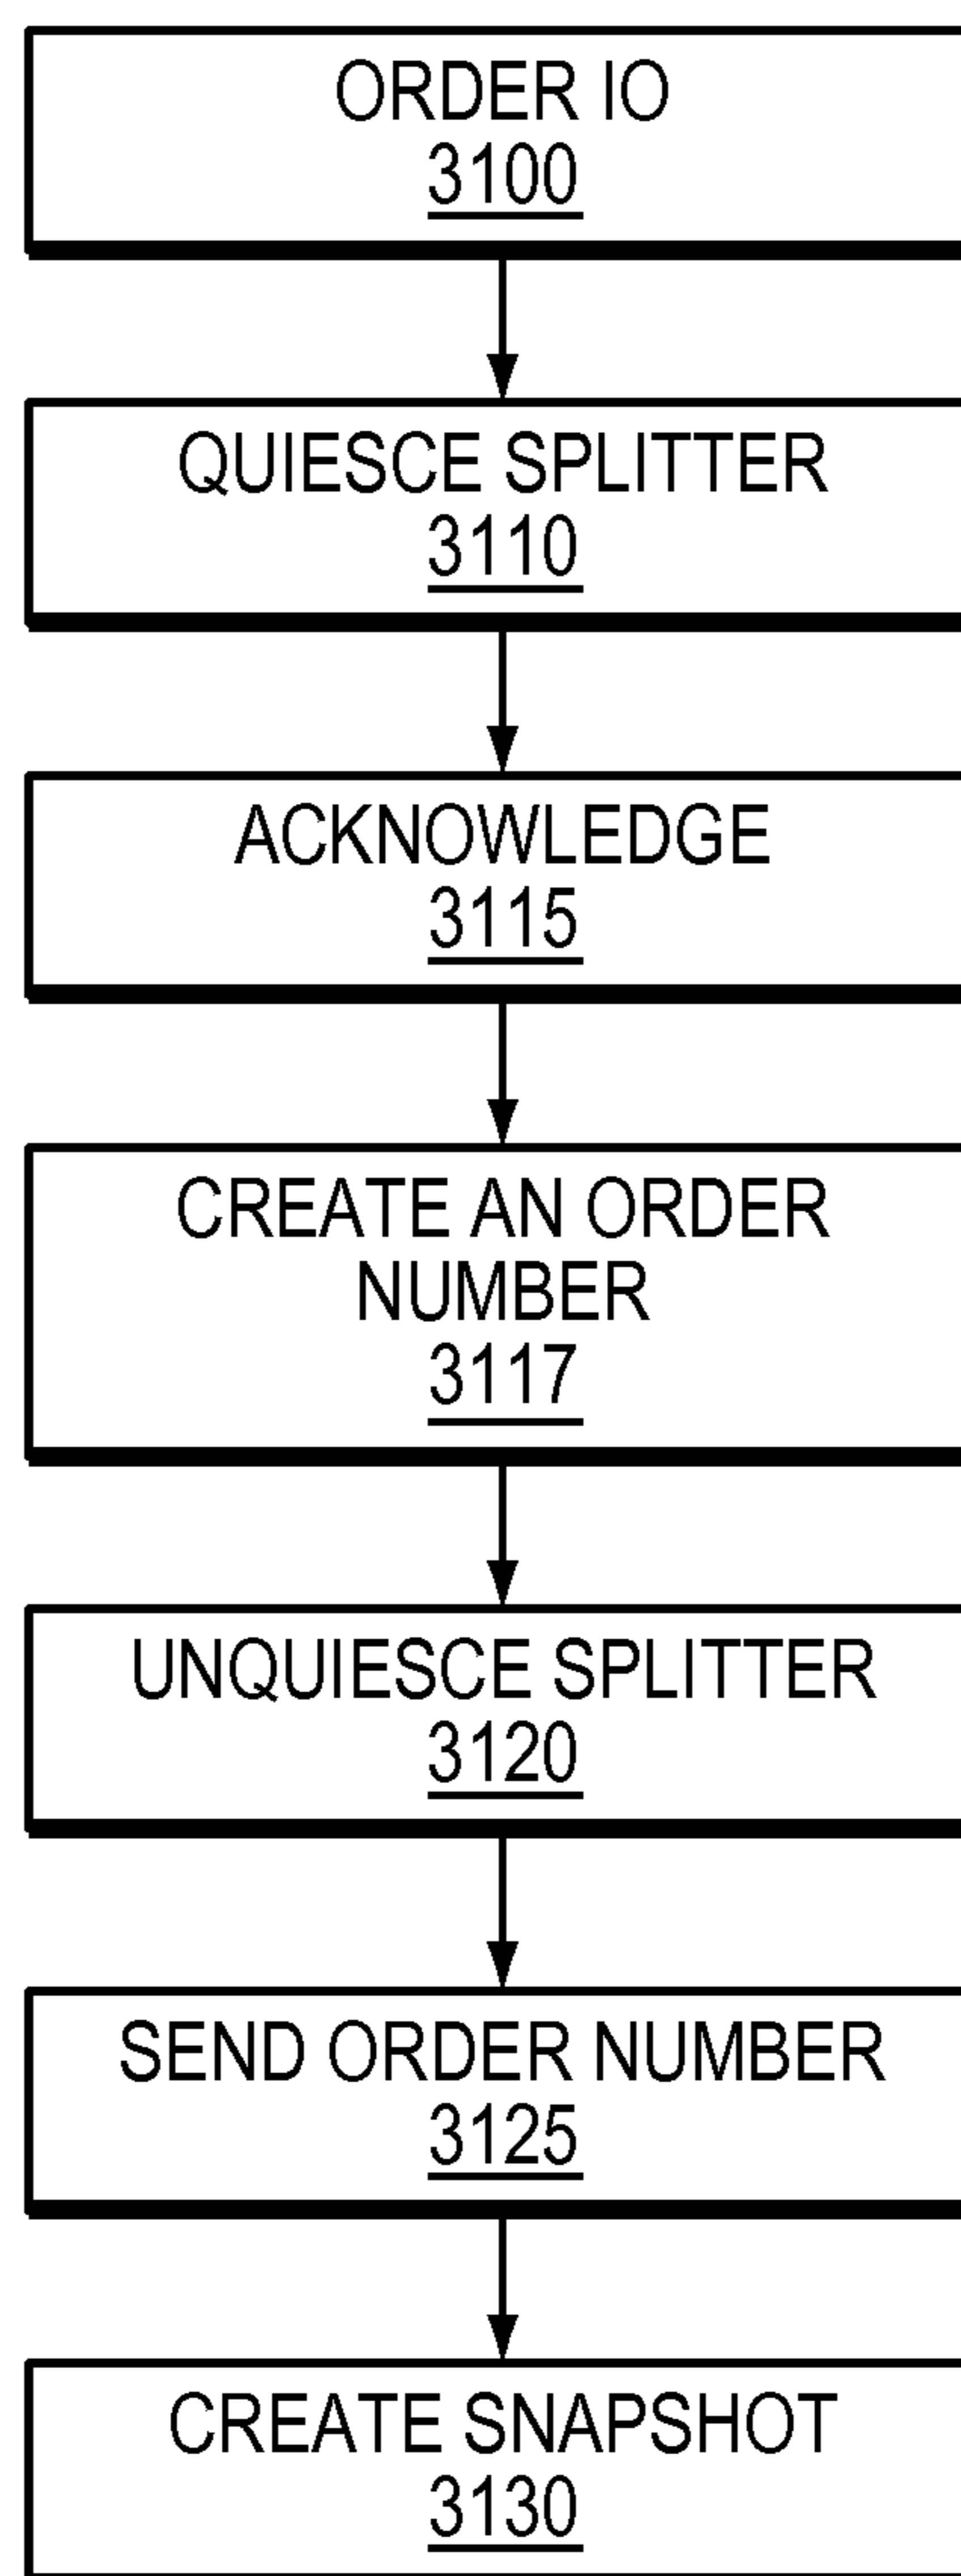 ORDER IO
3100
QUIESCE SPLITTER
3110
ACKNOWLEDGE
3115
CREATE AN ORDER
NUMBER
3117
UNQUIESCE SPLITTER
3120
SEND ORDER NUMBER
3125
CREATE SNAPSHOT
3130